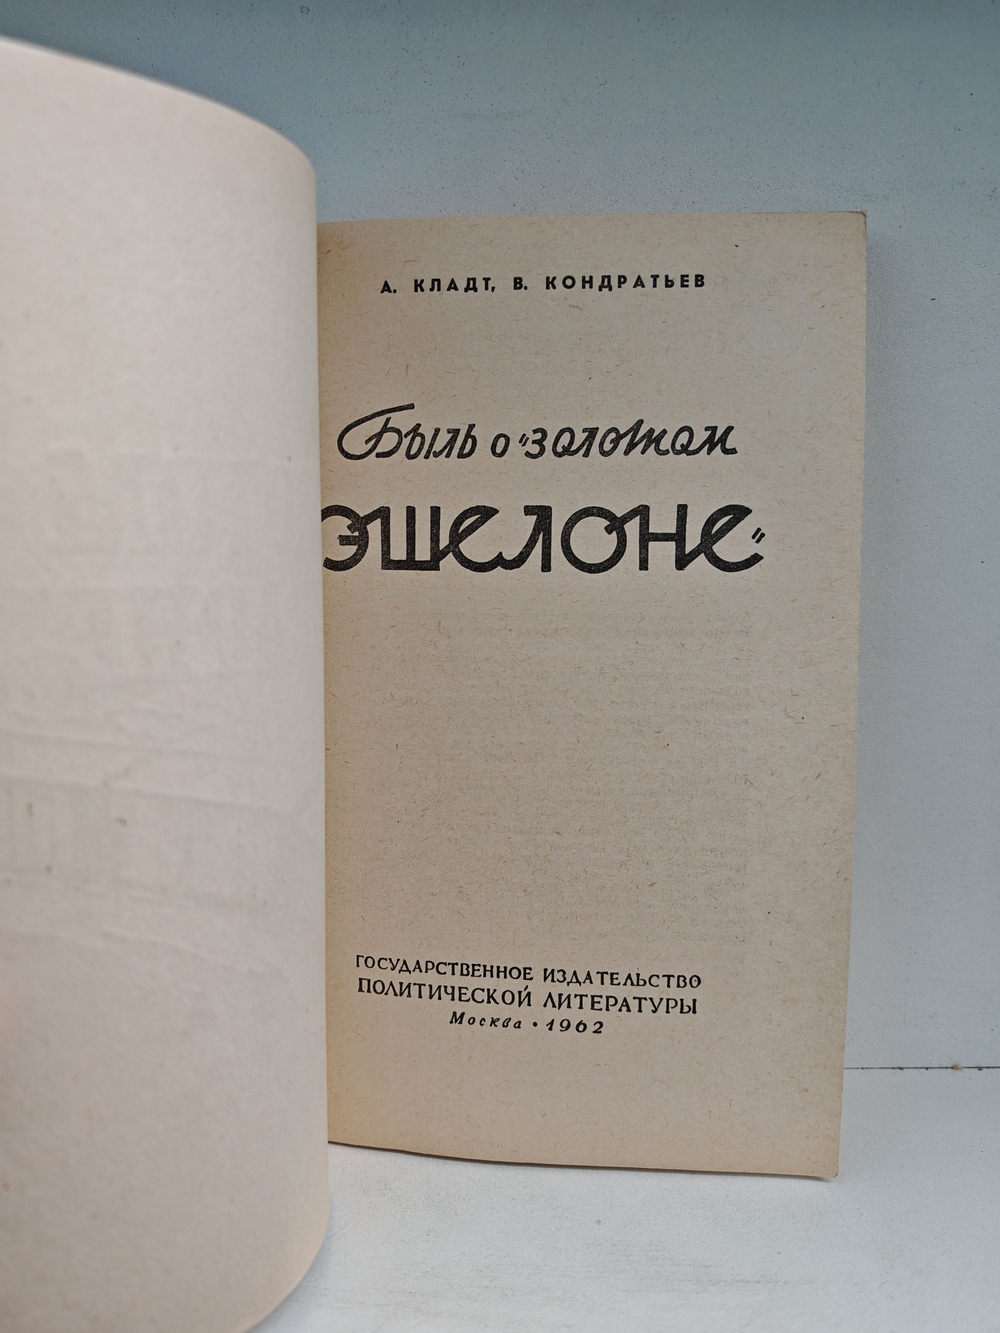 А. КЛАДТ, В. КОНДРАТЬЕВ
Быль о „золотом
эшелоне“
ГОСУДАРСТВЕННОЕ ИЗДАТЕЛЬСТВО
ПОЛИТИЧЕСКОЙ ЛИТЕРАТУРЫ
Москва • 1962